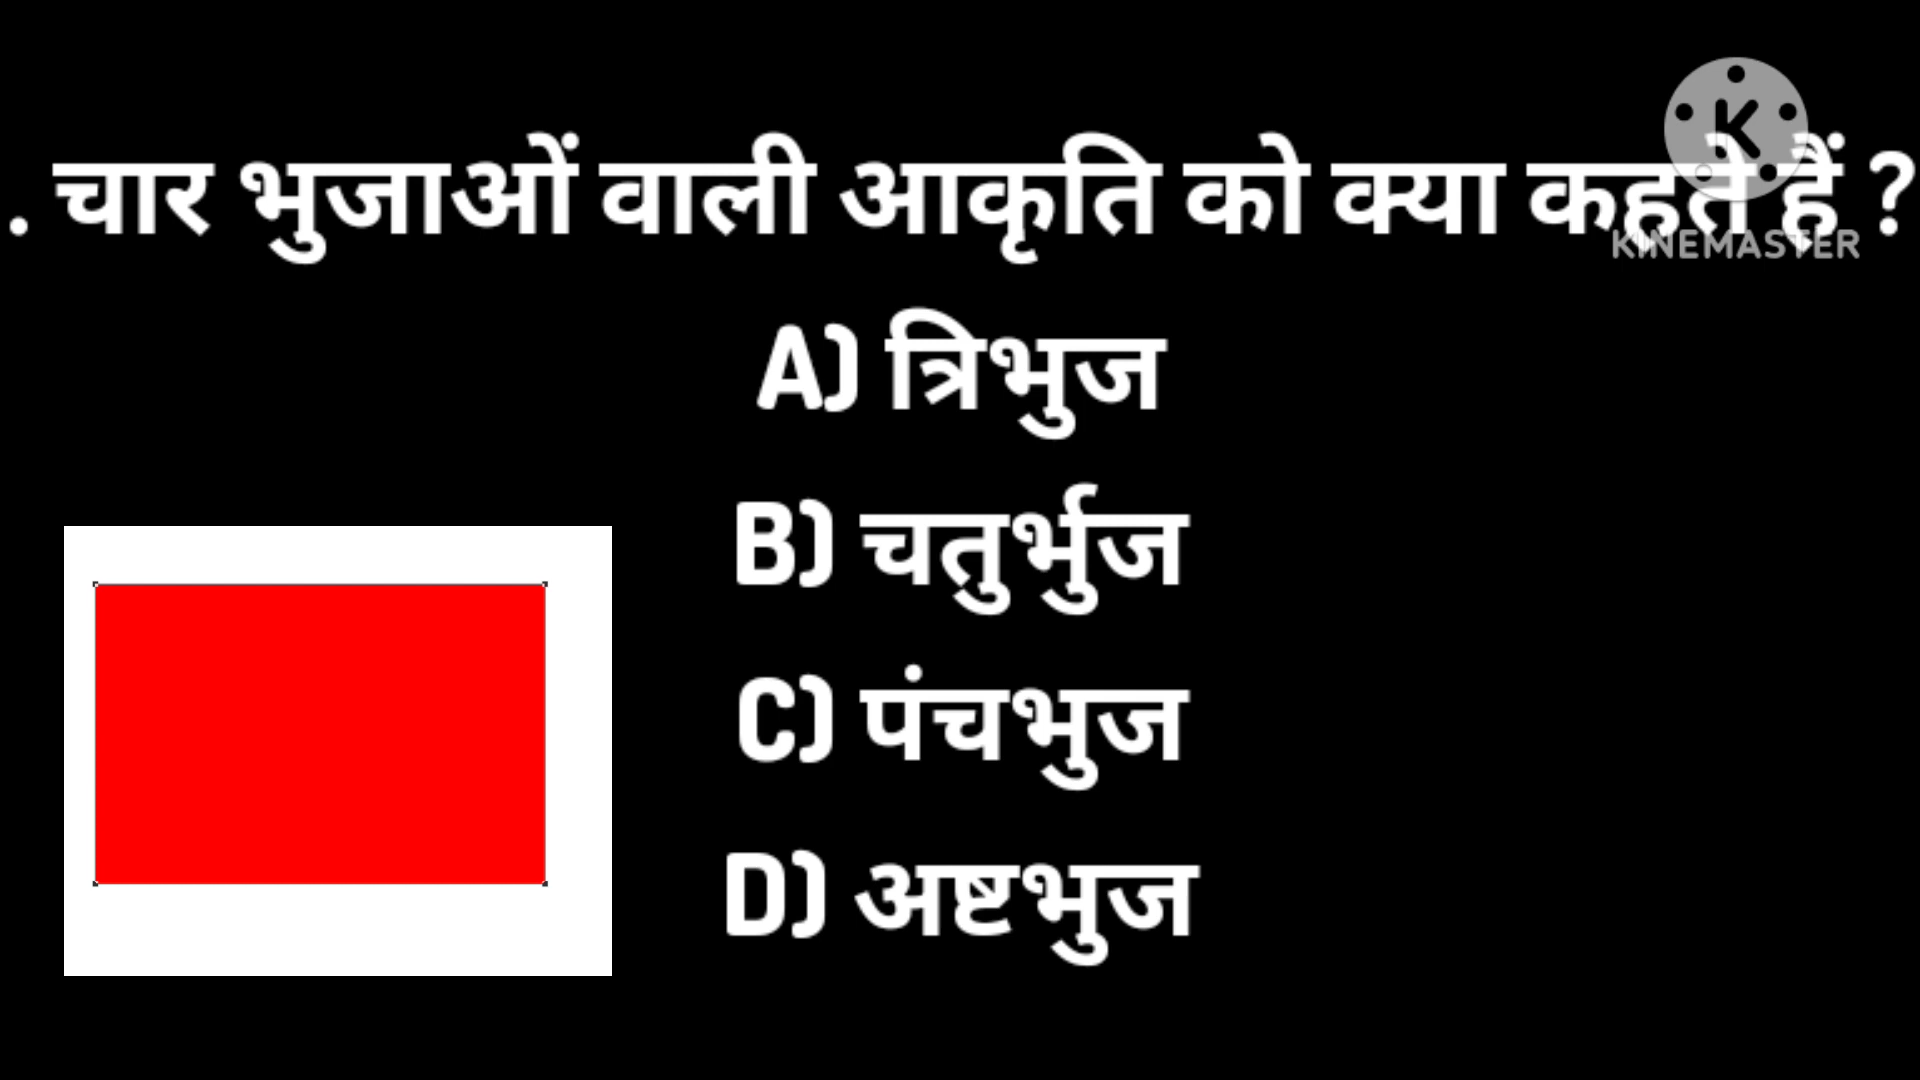 . चार भुजाओं वाली आकृति को क्या कहते हैं ?
KINEMASTER
A) त्रिभुज
B) चतुर्भुज
C) पंचभुज
D) अष्टभुज